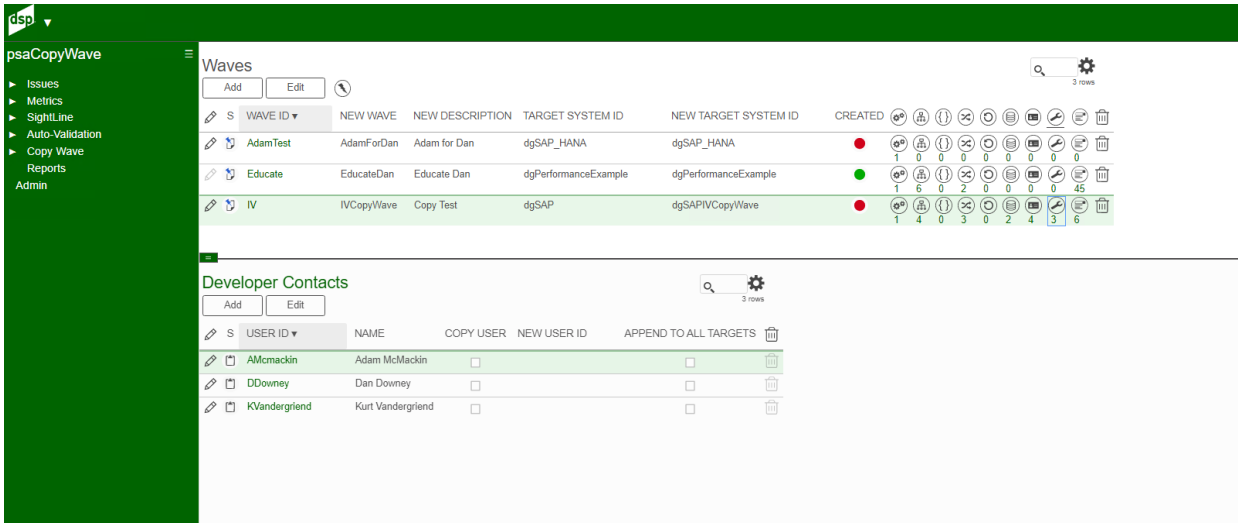 dsp
psaCopyWave
Issues
Metrics
SightLine
Auto-Validation
Copy Wave
Reports
Admin
Waves
Add Edit
3 rows
S WAVE ID NEW WAVE NEW DESCRIPTION TARGET SYSTEM ID NEW TARGET SYSTEM ID CREATED
AdamTest AdamForDan Adam for Dan dgSAP_HANA dgSAP_HANA
1 0 0 0 0 0 0 0 0
Educate EducateDan Educate Dan dgPerformanceExample dgPerformanceExample
1 6 0 2 0 0 0 0 45
IV IVCopyWave Copy Test dgSAP dgSAPIVCopyWave
1 4 0 3 0 2 4 3 6
Developer Contacts
Add Edit
3 rows
S USER ID NAME COPY USER NEW USER ID APPEND TO ALL TARGETS
AMcmackin Adam McMackin
DDowney Dan Downey
KVandergriend Kurt Vandergriend